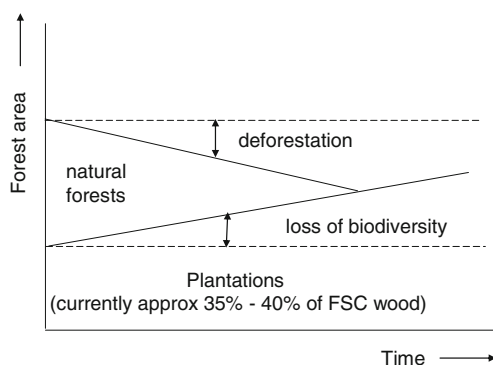 Forest area
deforestation
natural
forests
loss of biodiversity
Plantations
(currently approx 35% - 40% of FSC wood)
Time